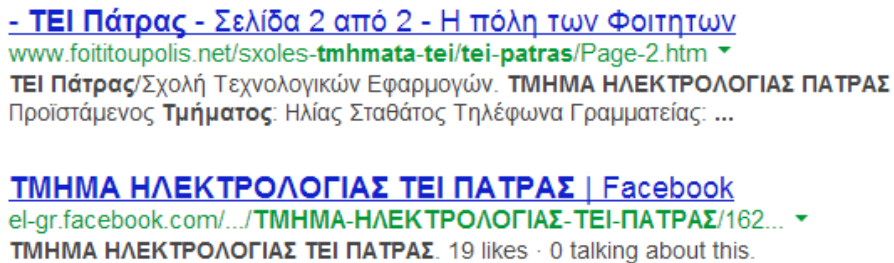 - ΤΕΙ Πάτρας - Σελίδα 2 από 2 - Η πόλη των Φοιτητων
www.foititoupolis.net/sxoles-tmhmata-tei/tei-patras/Page-2.htm
ΤΕΙ Πάτρας/Σχολή Τεχνολογικών Εφαρμογών. ΤΜΗΜΑ ΗΛΕΚΤΡΟΛΟΓΙΑΣ ΠΑΤΡΑΣ
Προϊστάμενος Τμήματος: Ηλίας Σταθάτος Τηλέφωνα Γραμματείας: ...
ΤΜΗΜΑ ΗΛΕΚΤΡΟΛΟΓΙΑΣ ΤΕΙ ΠΑΤΡΑΣ | Facebook
el-gr.facebook.com/.../ΤΜΗΜΑ-ΗΛΕΚΤΡΟΛΟΓΙΑΣ-ΤΕΙ-ΠΑΤΡΑΣ/162...
ΤΜΗΜΑ ΗΛΕΚΤΡΟΛΟΓΙΑΣ ΤΕΙ ΠΑΤΡΑΣ. 19 likes · 0 talking about this.